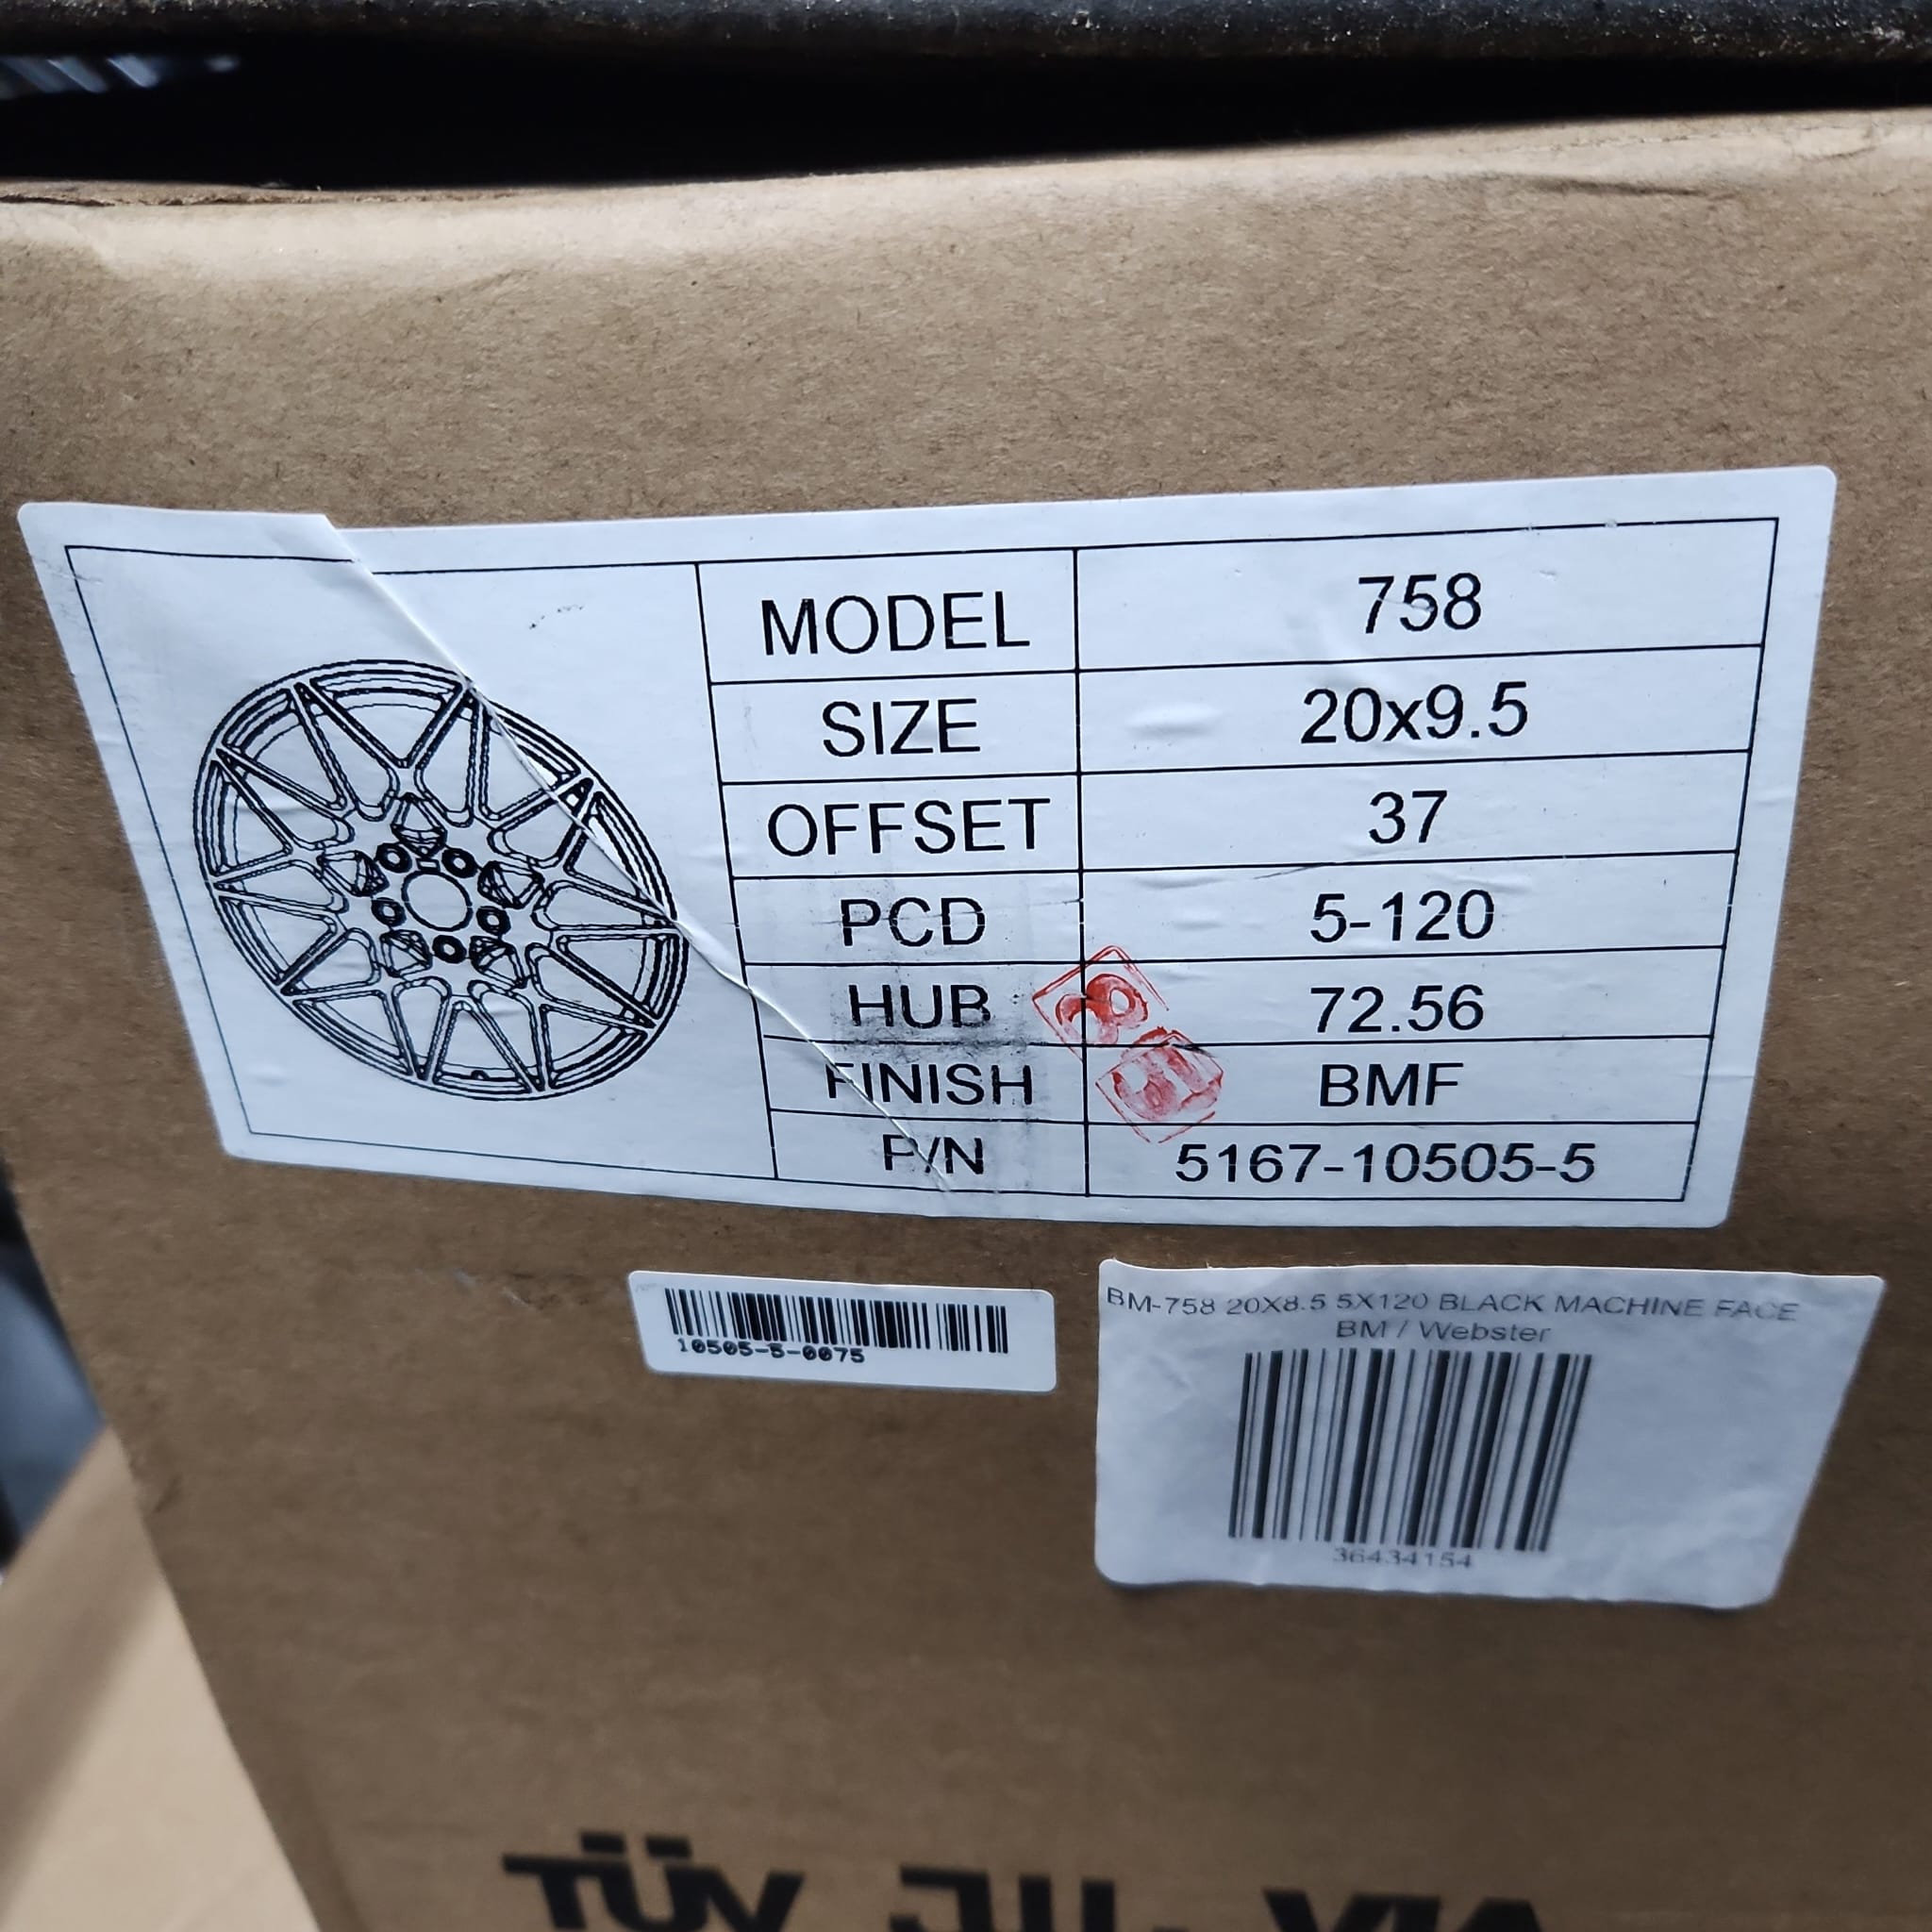 MODEL 758
SIZE 20x9.5
OFFSET 37
PCD 5-120
HUB 72.56
FINISH BMF
P/N 5167-10505-5
10505-5-0075
BM-758 20X8.5 5X120 BLACK MACHINE FACE
BM / Webster
36434154
TÜV JWL VIA